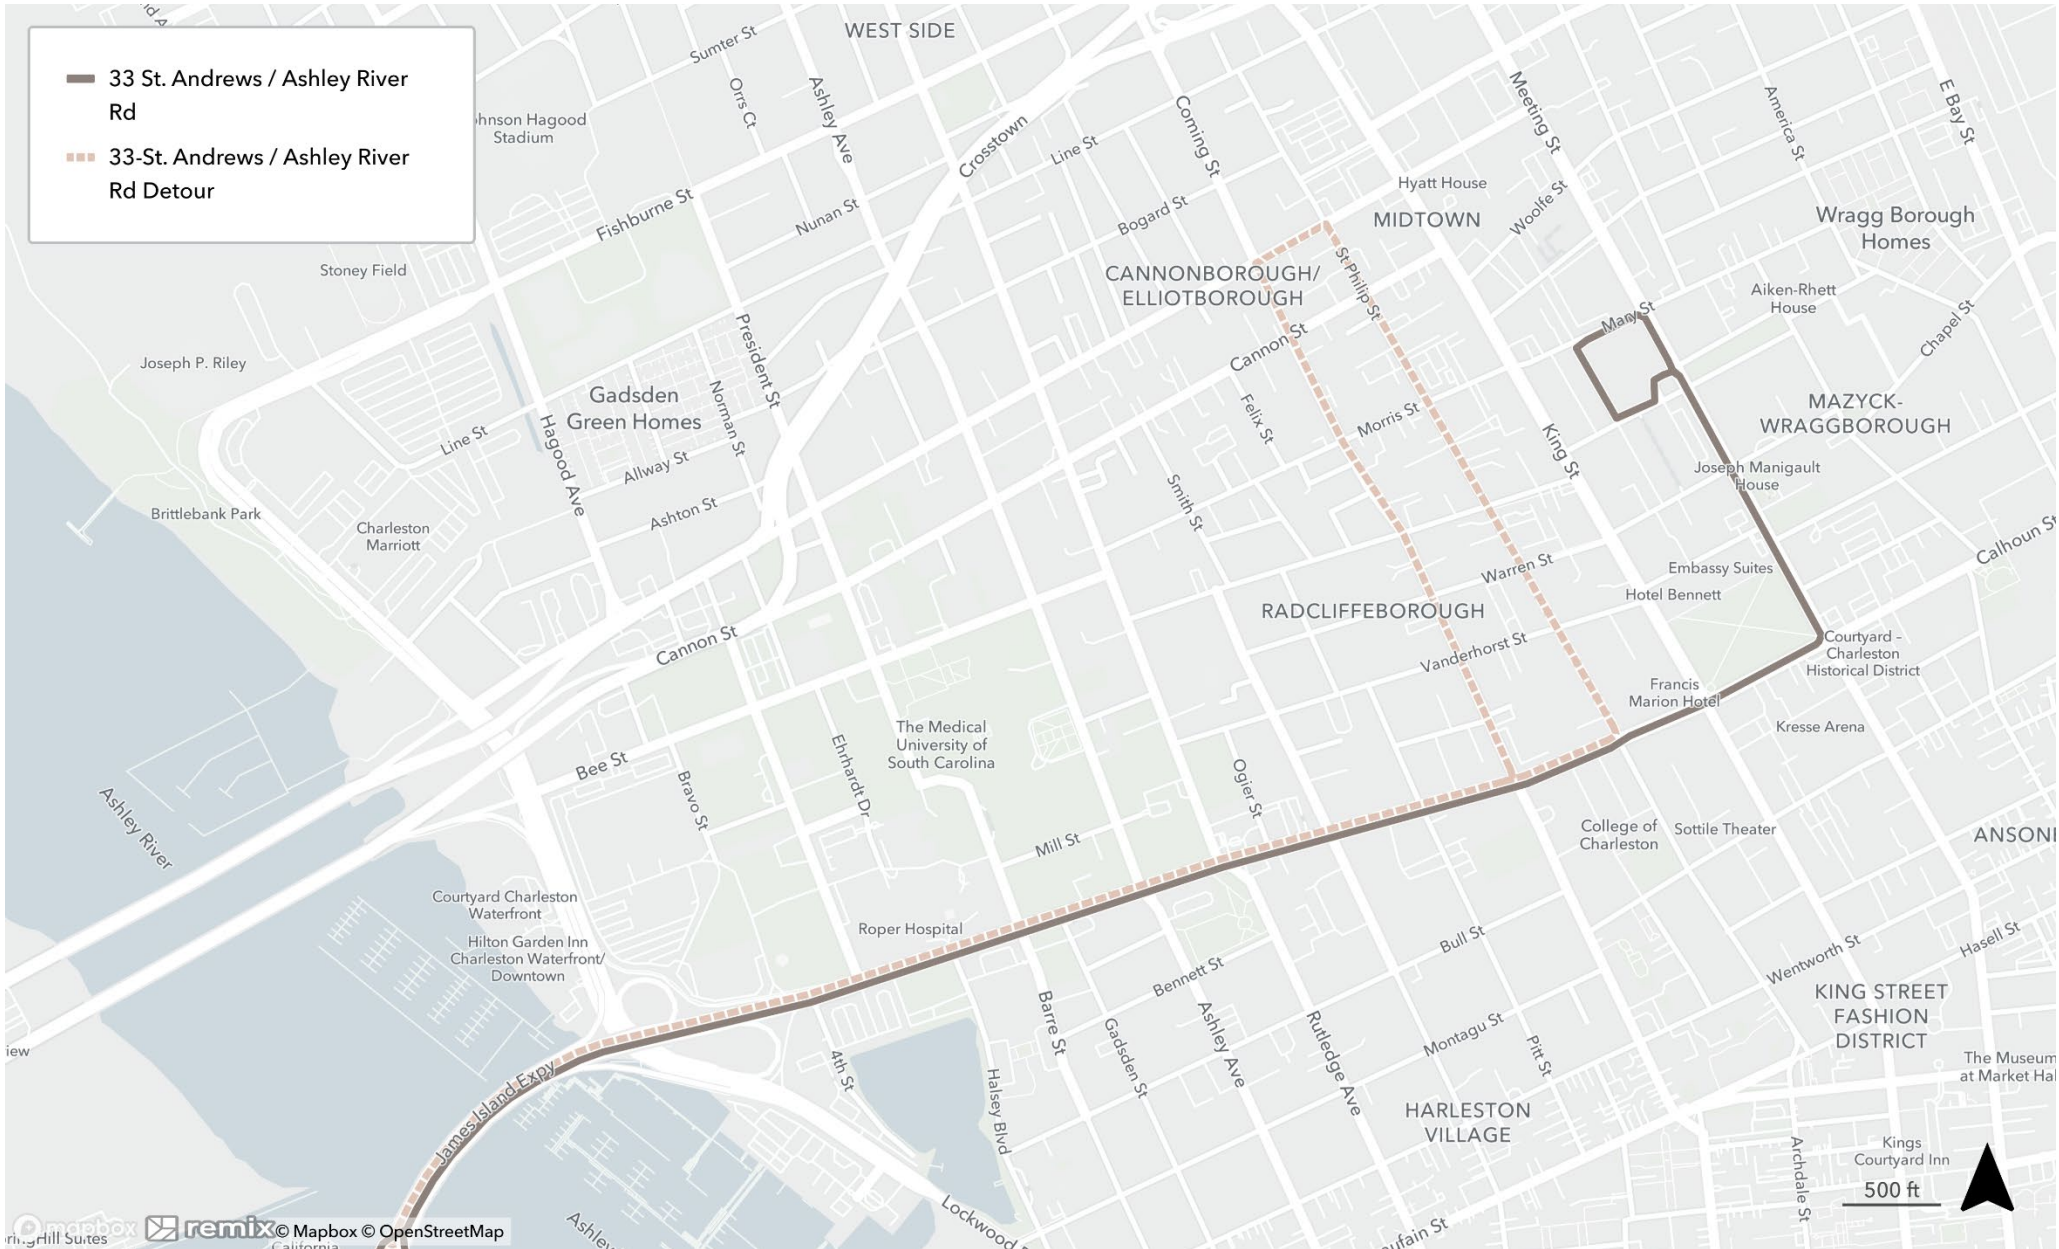 33 St. Andrews / Ashley River
Rd
33-St. Andrews / Ashley River
Rd Detour
WEST SIDE
Sumter St
Orrs Ct
Ashley Ave
Crosstown
Line St
Coming St
Meeting St
America St
E Bay St
hnson Hagood
Stadium
Fishburne St
Nunan St
Bogard St
Hyatt House
MIDTOWN
Woolfe St
Wragg Borough
Homes
Stoney Field
CANNONBOROUGH/
ELLIOTBOROUGH
St Philip St
Aiken-Rhett
House
Mary St
Chapel St
Joseph P. Riley
President St
Cannon St
Gadsden
Green Homes
Norman St
Felix St
Morris St
MAZYCK-
WRAGGBOROUGH
Line St
Hagood Ave
Allway St
King St
Joseph Manigault
House
Brittlebank Park
Charleston
Marriott
Ashton St
Smith St
Calhoun St
Warren St
Embassy Suites
Hotel Bennett
RADCLIFFEBOROUGH
Cannon St
Vanderhorst St
Courtyard -
Charleston
Historical District
Francis
Marion Hotel
Kresse Arena
The Medical
University of
South Carolina
Bee St
Ehrhardt Dr
Bravo St
Ogier St
Ashley River
Mill St
College of
Charleston
Sottile Theater
ANSON
Courtyard Charleston
Waterfront
Hilton Garden Inn
Charleston Waterfront/
Downtown
Roper Hospital
Bull St
Bennett St
Wentworth St
Hasell St
KING STREET
FASHION
DISTRICT
Barre St
Gadsden St
Ashley Ave
Rutledge Ave
Montagu St
Pitt St
iew
4th St
Halsey Blvd
James Island Expy
The Museum
at Market Hal
HARLESTON
VILLAGE
Archdale St
Kings
Courtyard Inn
500 ft
Lockwood
Ashley
ufain St
mapbox remix © Mapbox © OpenStreetMap
Hill Suites
California